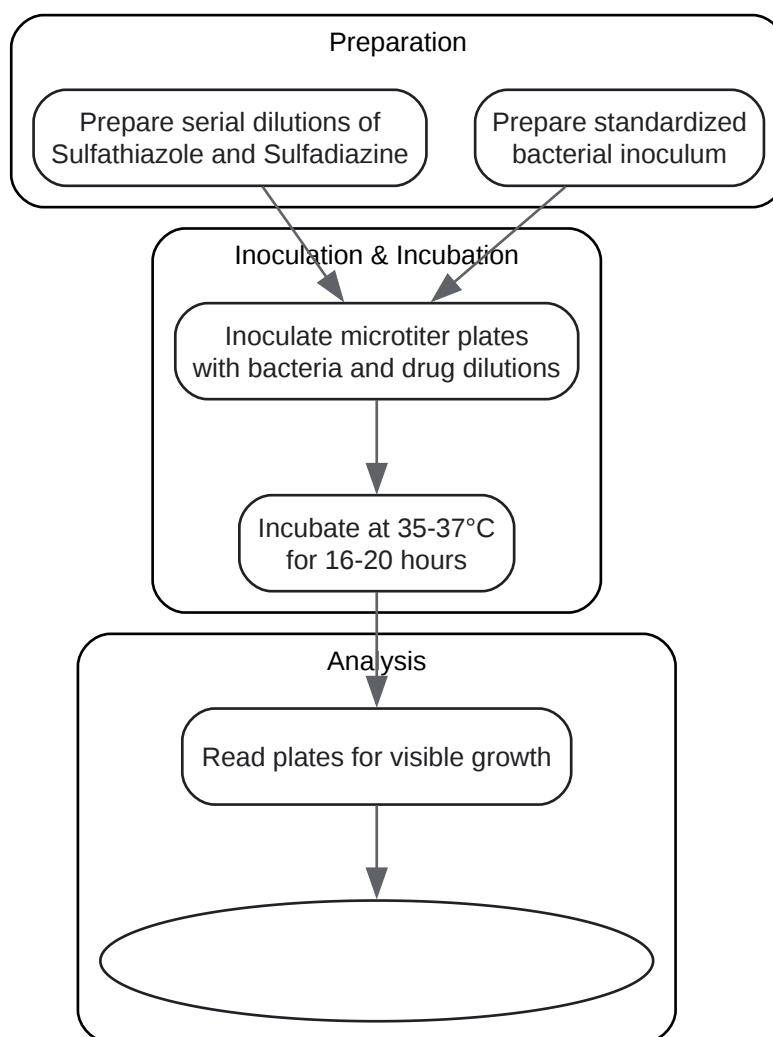 Preparation
Prepare serial dilutions of
Sulfathiazole and Sulfadiazine
Prepare standardized
bacterial inoculum
Inoculation & Incubation
Inoculate microtiter plates
with bacteria and drug dilutions
Incubate at 35-37°C
for 16-20 hours
Analysis
Read plates for visible growth